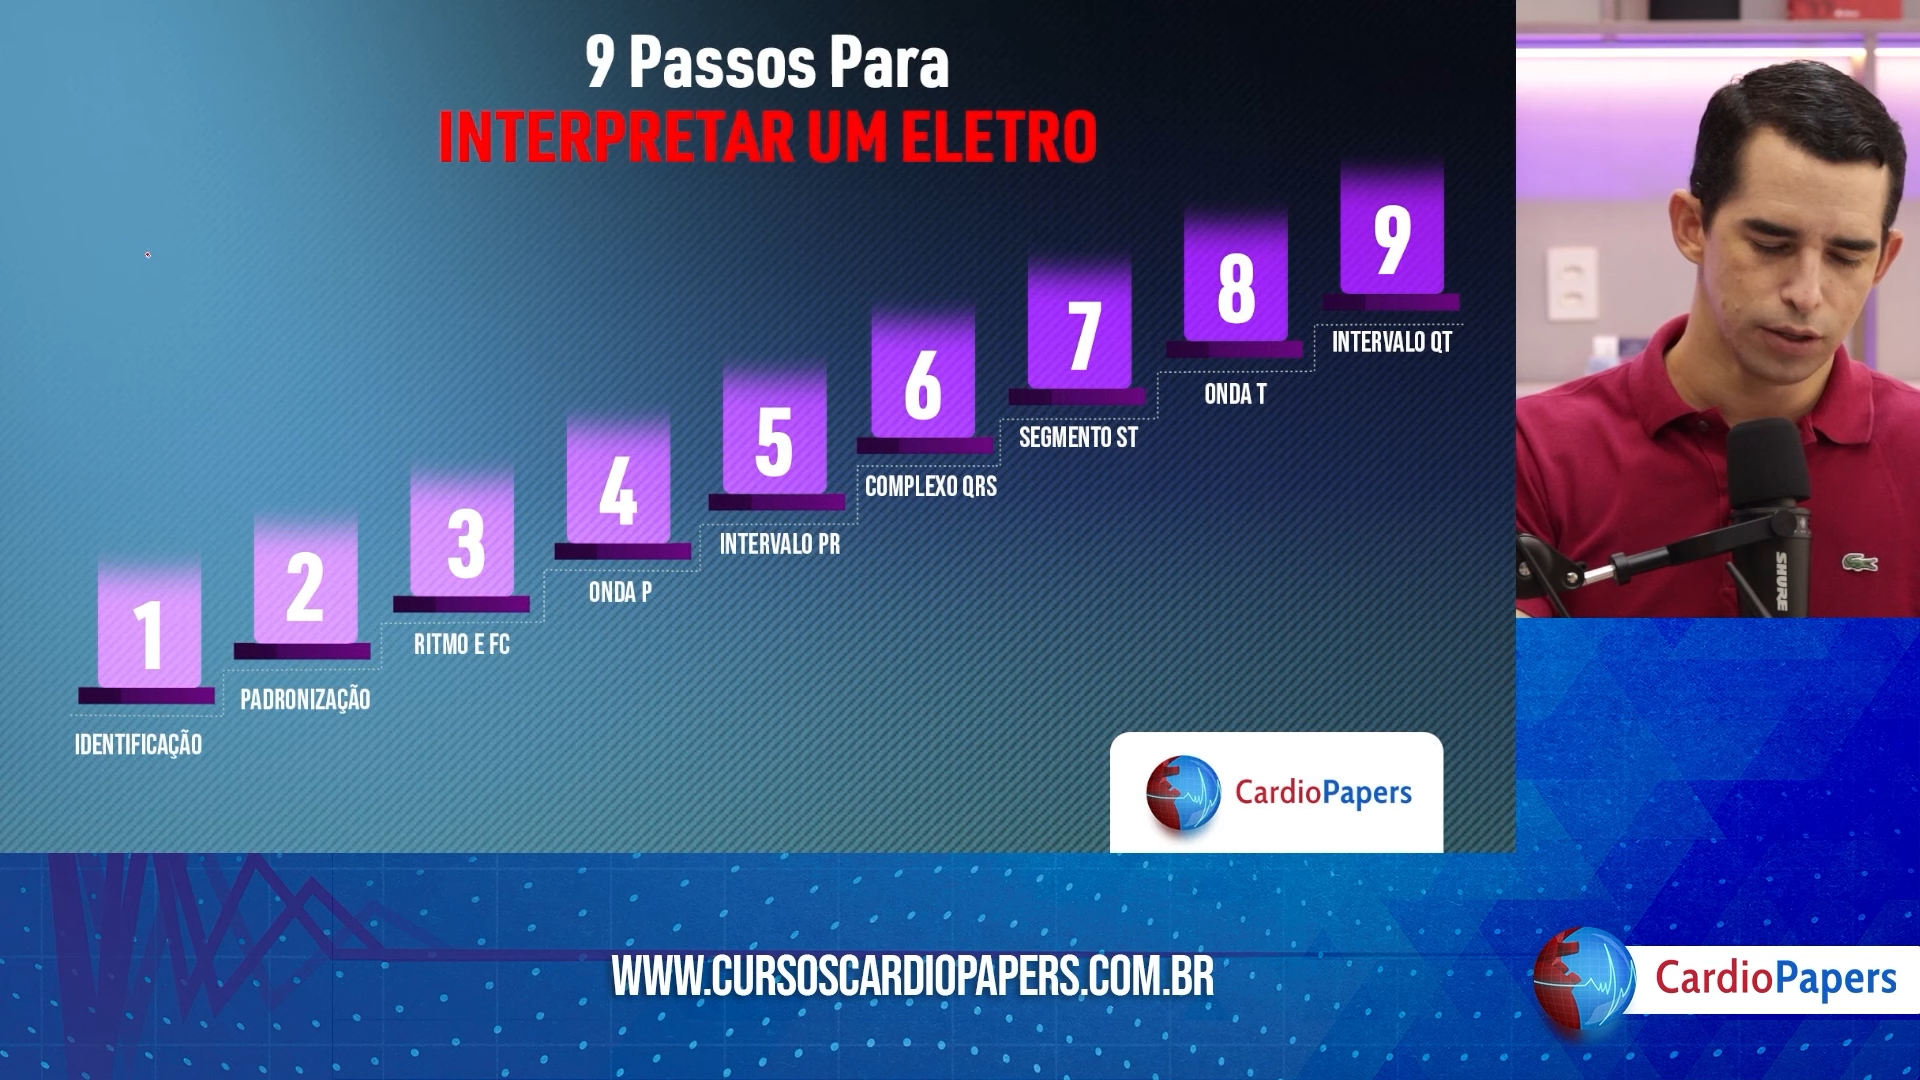 9 Passos Para
INTERPRETAR UM ELETRO
1
IDENTIFICAÇÃO
2
PADRONIZAÇÃO
3
RITMO E FC
4
ONDA P
5
INTERVALO PR
6
COMPLEXO QRS
7
SEGMENTO ST
8
ONDA T
9
INTERVALO QT
CardioPapers
SHURE
WWW.CURSOSCARDIOPAPERS.COM.BR
CardioPapers